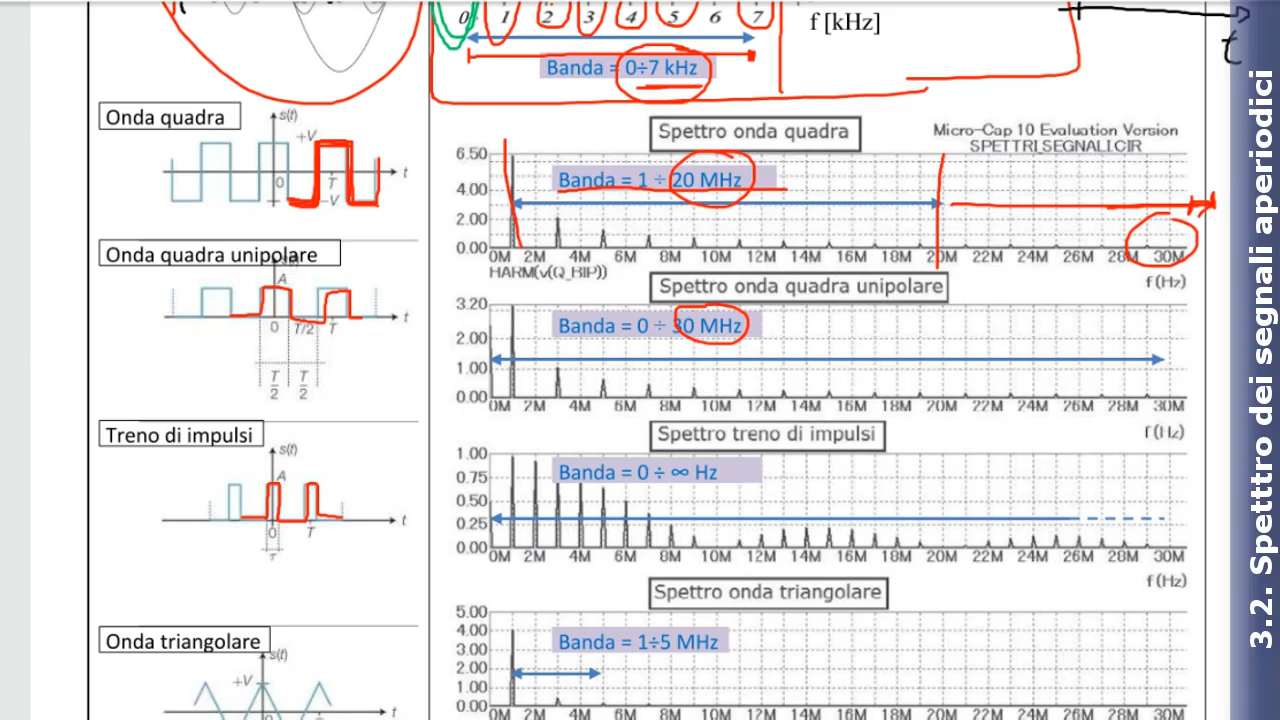 0 1 2 3 4 5 6 7
f [kHz]
t
Banda = 0÷7 kHz
Onda quadra
s(t)
+V
0
T
-V
t
Spettro onda quadra
Micro-Cap 10 Evaluation Version
SPETTRI_SEGNALI.CIR
6.50
4.00
2.00
0.00
Banda = 1 ÷ 20 MHz
0M 2M 4M 6M 8M 10M 12M 14M 16M 18M 20M 22M 24M 26M 28M 30M
HARM(v(Q_BIP))
f(Hz)
Onda quadra unipolare
A
0
T/2
T
t
T
2
T
2
Spettro onda quadra unipolare
3.20
2.00
1.00
0.00
Banda = 0 ÷ 30 MHz
0M 2M 4M 6M 8M 10M 12M 14M 16M 18M 20M 22M 24M 26M 28M 30M
f(Hz)
Treno di impulsi
s(t)
A
0
T
t
τ
Spettro treno di impulsi
1.00
0.75
0.50
0.25
0.00
Banda = 0 ÷ ∞ Hz
0M 2M 4M 6M 8M 10M 12M 14M 16M 18M 20M 22M 24M 26M 28M 30M
f(Hz)
Onda triangolare
s(t)
+V
t
Spettro onda triangolare
5.00
4.00
3.00
2.00
1.00
0.00
Banda = 1÷5 MHz
0M 2M 4M 6M 8M 10M 12M 14M 16M 18M 20M 22M 24M 26M 28M 30M
3.2. Spettro dei segnali aperiodici